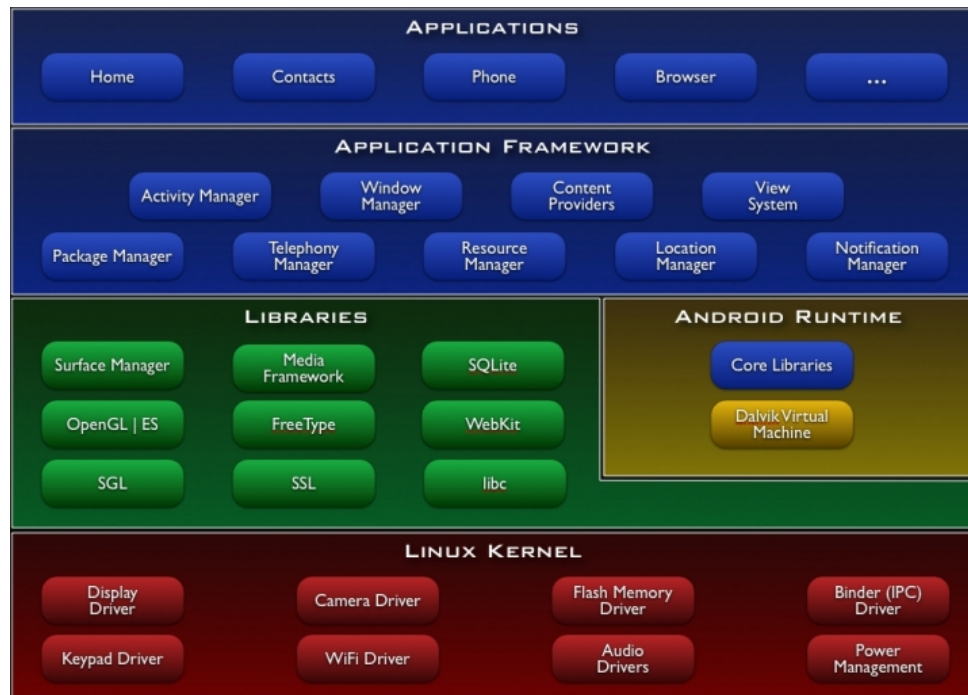 APPLICATIONS
Home
Contacts
Phone
Browser
...
APPLICATION FRAMEWORK
Activity Manager
Window
Manager
Content
Providers
View
System
Package Manager
Telephony
Manager
Resource
Manager
Location
Manager
Notification
Manager
LIBRARIES
Surface Manager
Media
Framework
SQLite
OpenGL | ES
FreeType
WebKit
SGL
SSL
libc
ANDROID RUNTIME
Core Libraries
Dalvik Virtual
Machine
LINUX KERNEL
Display
Driver
Camera Driver
Flash Memory
Driver
Binder (IPC)
Driver
Keypad Driver
WiFi Driver
Audio
Drivers
Power
Management